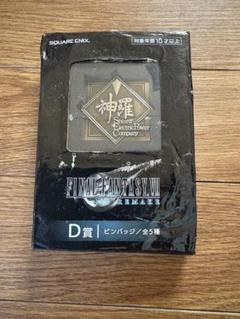 SQUARE ENIX
対象年齢15才以上
神羅
Shinra
Electric Power
Company
FINAL FANTASY VII
REMAKE
D賞 ピンバッジ/全5種